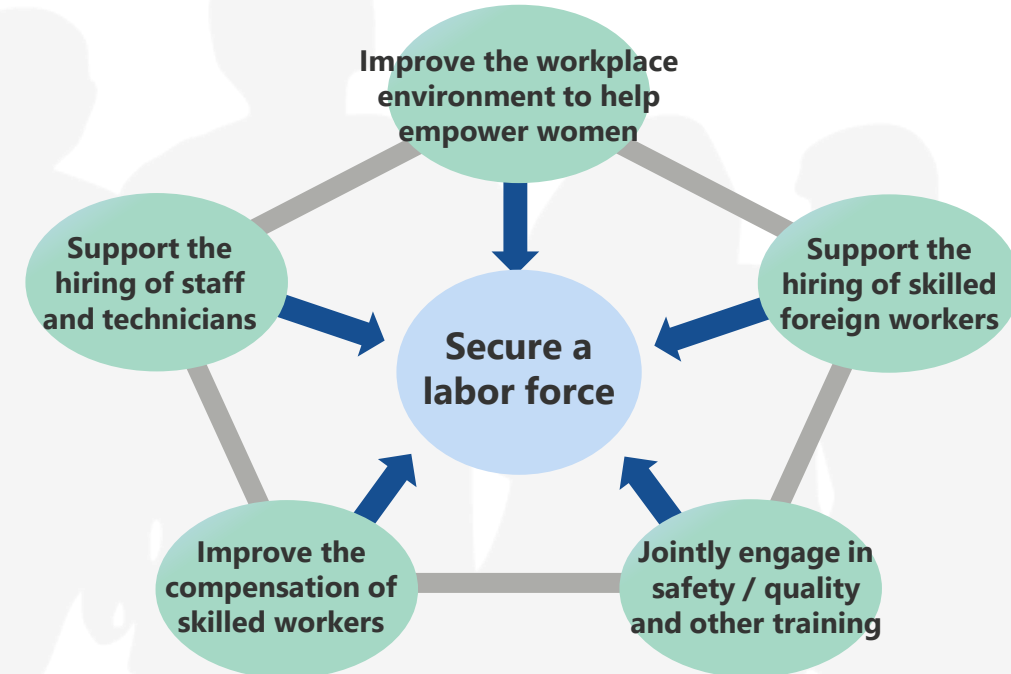 Improve the workplace
environment to help
empower women
Support the
hiring of staff
and technicians
Support the
hiring of skilled
foreign workers
Secure a
labor force
Improve the
compensation of
skilled workers
Jointly engage in
safety / quality
and other training